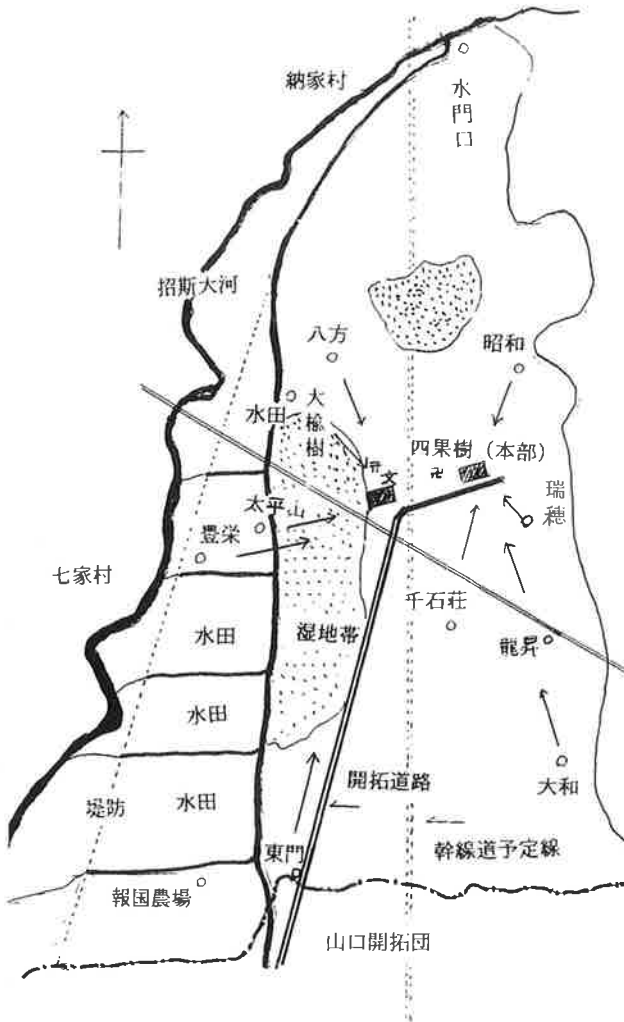 納家村
水門口
招斯大河
八方
昭和
水田
大楡樹
文
卍
四果樹(本部)
瑞穂
太平山
豊栄
七家村
千石荘
水田
湿地帯
龍昇
水田
開拓道路
大和
堤防
水田
東門
幹線道予定線
報国農場
山口開拓団